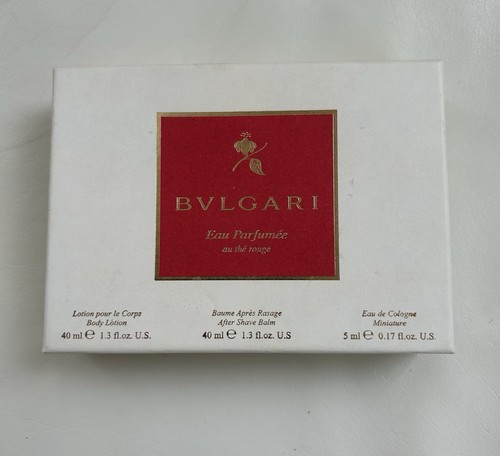 BVLGARI
Eau Parfumée
au thé rouge
Lotion pour le Corps
Body Lotion
40 ml ℮ 1.3 fl.oz. U.S.
Baume Après Rasage
After Shave Balm
40 ml ℮ 1.3 fl.oz. U.S
Eau de Cologne
Miniature
5 ml ℮ 0.17 fl.oz. U.S.